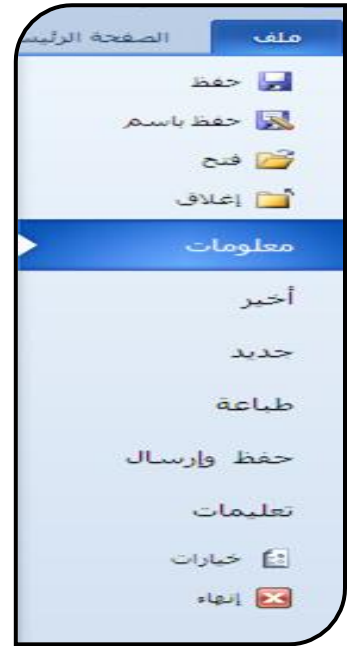 ملف الصفحة الرئيس
حفظ
حفظ باسم
فتح
إغلاق
معلومات
أخير
جديد
طباعة
حفظ وإرسال
تعليمات
خيارات
إنهاء